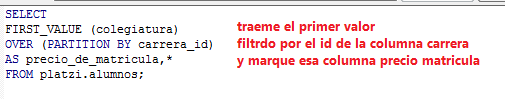 SELECT
FIRST_VALUE (colegiatura)
OVER (PARTITION BY carrera_id)
AS precio_de_matricula,*
FROM platzi.alumnos;
traeme el primer valor
filtrdo por el id de la columna carrera
y marque esa columna precio matricula